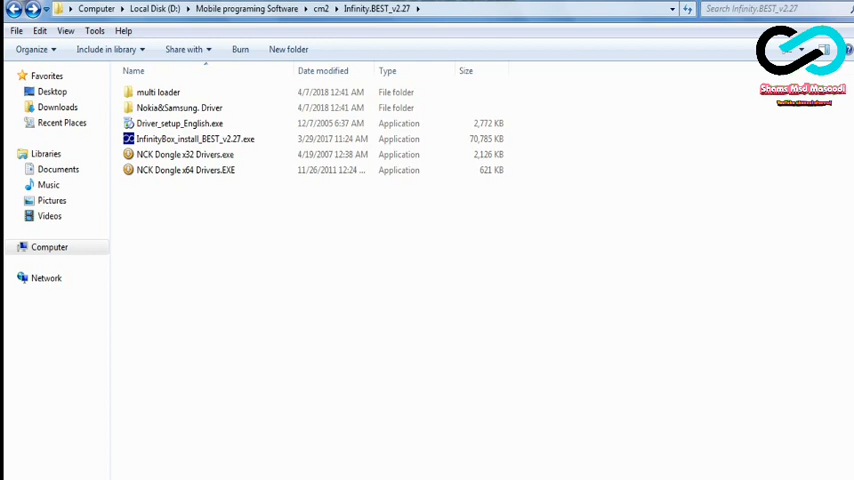 Computer ▸ Local Disk (D:) ▸ Mobile programing Software ▸ cm2 ▸ Infinity.BEST_v2.27 ▸
Search Infinity.BEST_v2.27
File Edit View Tools Help
Organize Include in library Share with Burn New folder
Name Date modified Type Size
Favorites
Desktop
Downloads
Recent Places
Libraries
Documents
Music
Pictures
Videos
Computer
Network
multi loader 4/7/2018 12:41 AM File folder
Nokia&Samsung. Driver 4/7/2018 12:41 AM File folder
Driver_setup_English.exe 12/7/2005 6:37 AM Application 2,772 KB
InfinityBox_install_BEST_v2.27.exe 3/29/2017 11:24 AM Application 70,785 KB
NCK Dongle x32 Drivers.exe 4/19/2007 12:38 AM Application 2,126 KB
NCK Dongle x64 Drivers.EXE 11/26/2011 12:24 ... Application 621 KB
Shams Msd Masoodi